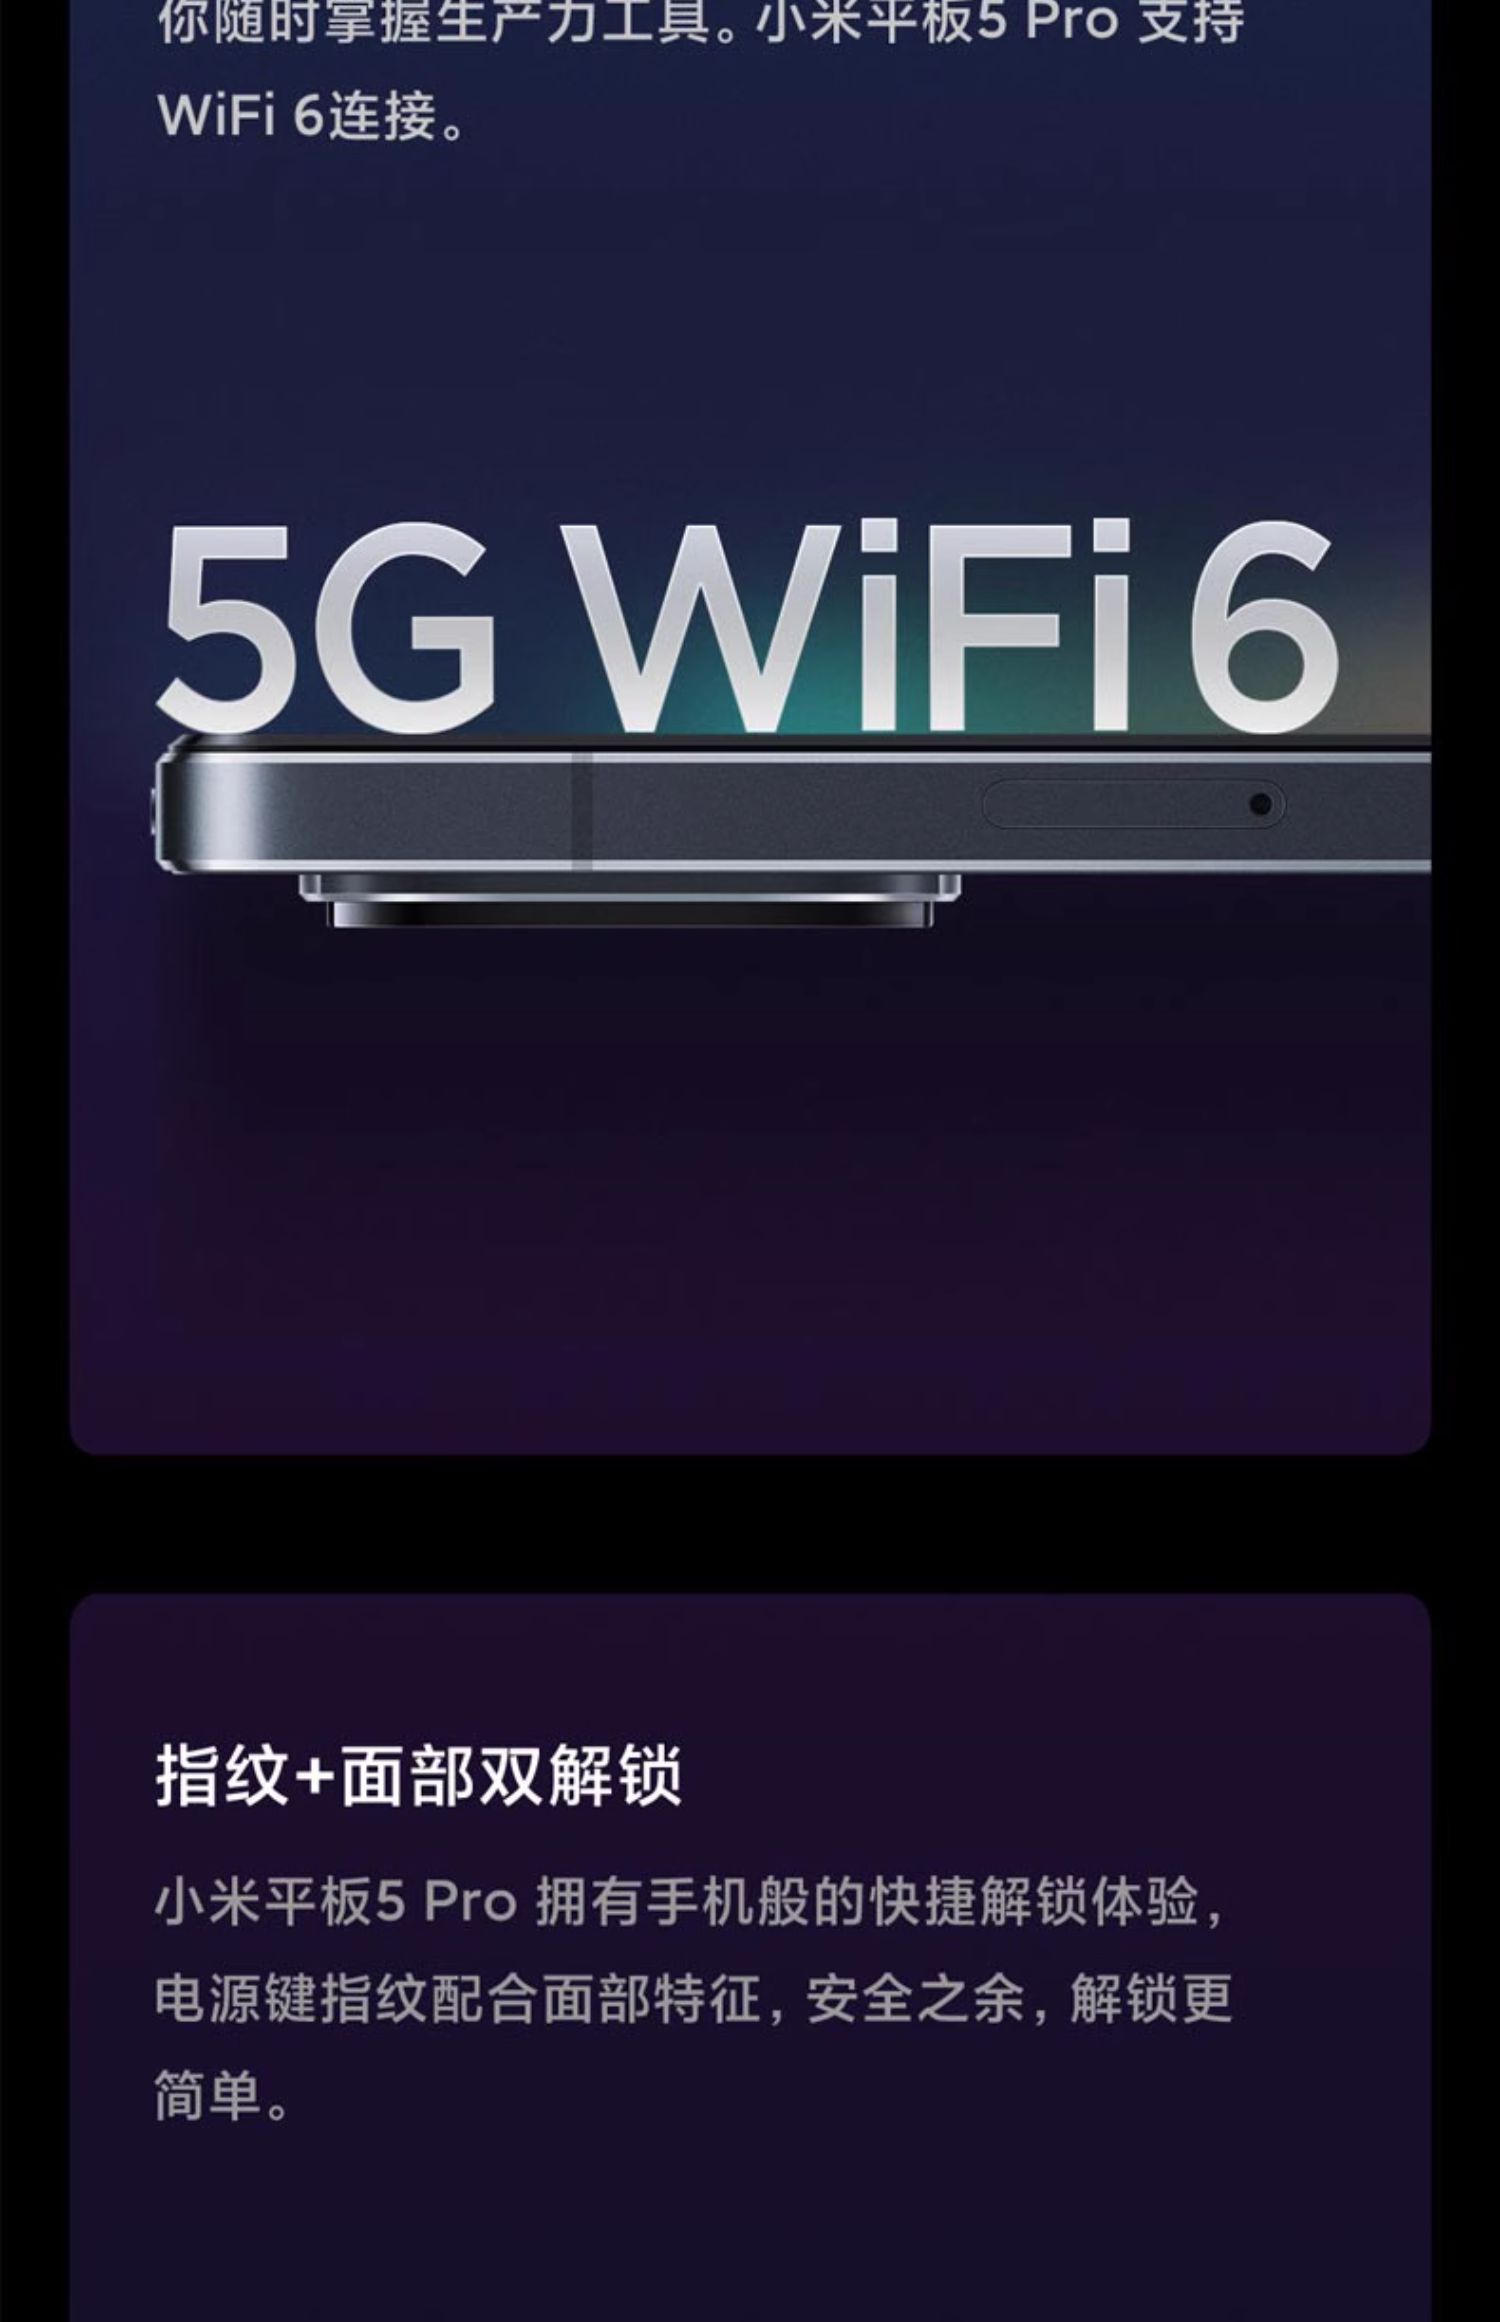 你随时掌握生产力工具。小米平板5 Pro 支持
WiFi 6连接。
5G WiFi 6
指纹+面部双解锁
小米平板5 Pro 拥有手机般的快捷解锁体验，
电源键指纹配合面部特征，安全之余，解锁更
简单。